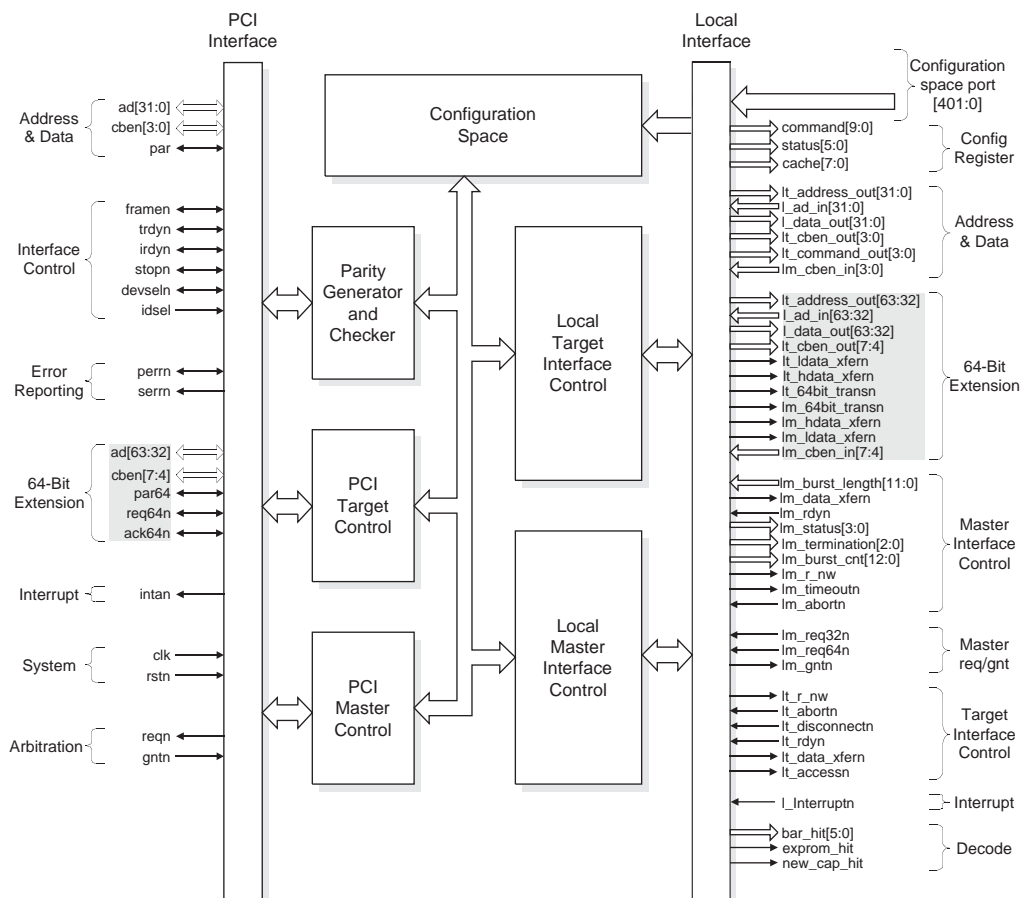 PCI
Interface
Local
Interface
Address
& Data
ad[31:0]
cben[3:0]
par
Interface
Control
framen
trdyn
irdyn
stopn
devseln
idsel
Error
Reporting
perrn
serrn
64-Bit
Extension
ad[63:32]
cben[7:4]
par64
req64n
ack64n
Interrupt
intan
System
clk
rstn
Arbitration
reqn
gntn
Configuration
Space
Parity
Generator
and
Checker
PCI
Target
Control
PCI
Master
Control
Local
Target
Interface
Control
Local
Master
Interface
Control
Configuration
space port
[401:0]
command[9:0]
status[5:0]
cache[7:0]
Config
Register
lt_address_out[31:0]
l_ad_in[31:0]
l_data_out[31:0]
lt_cben_out[3:0]
lt_command_out[3:0]
lm_cben_in[3:0]
Address
& Data
lt_address_out[63:32]
l_ad_in[63:32]
l_data_out[63:32]
lt_cben_out[7:4]
lt_ldata_xfern
lt_hdata_xfern
lt_64bit_transn
lm_64bit_transn
lm_hdata_xfern
lm_ldata_xfern
lm_cben_in[7:4]
64-Bit
Extension
lm_burst_length[11:0]
lm_data_xfern
lm_rdyn
lm_status[3:0]
lm_termination[2:0]
lm_burst_cnt[12:0]
lm_r_nw
lm_timeoutn
lm_abortn
Master
Interface
Control
lm_req32n
lm_req64n
lm_gntn
Master
req/gnt
lt_r_nw
lt_abortn
lt_disconnectn
lt_rdyn
lt_data_xfern
lt_accessn
Target
Interface
Control
l_Interruptn
Interrupt
bar_hit[5:0]
exprom_hit
new_cap_hit
Decode